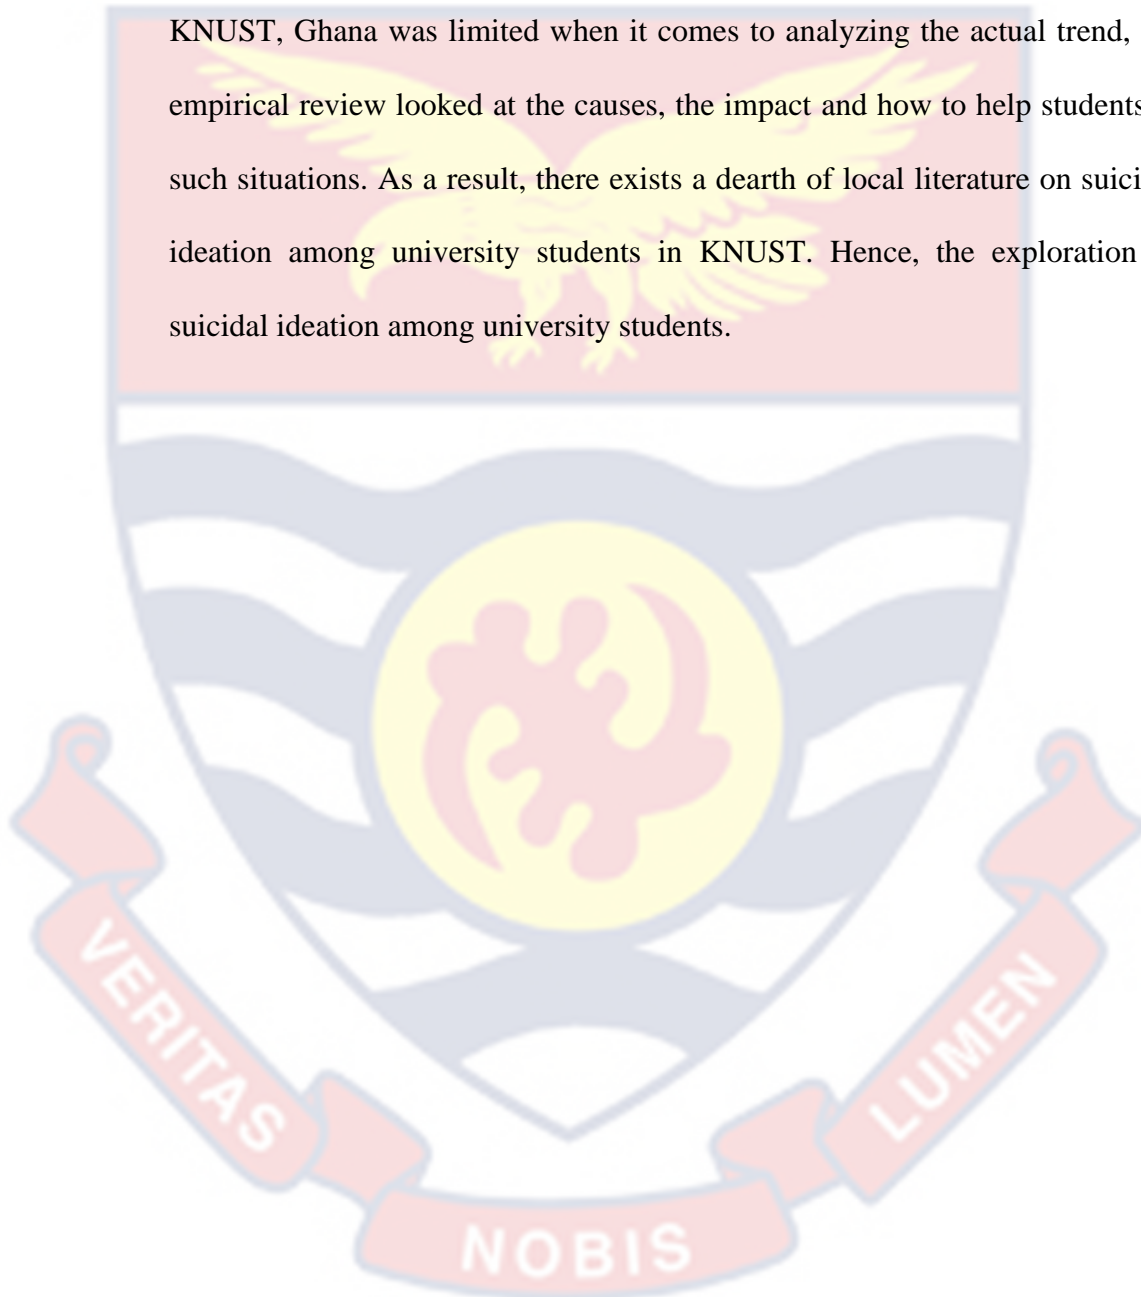 KNUST, Ghana was limited when it comes to analyzing the actual trend,
empirical review looked at the causes, the impact and how to help students
such situations. As a result, there exists a dearth of local literature on
ideation among university students in KNUST. Hence, the exploration
suicidal ideation among university students.
VERITAS
NOBIS
LUMEN